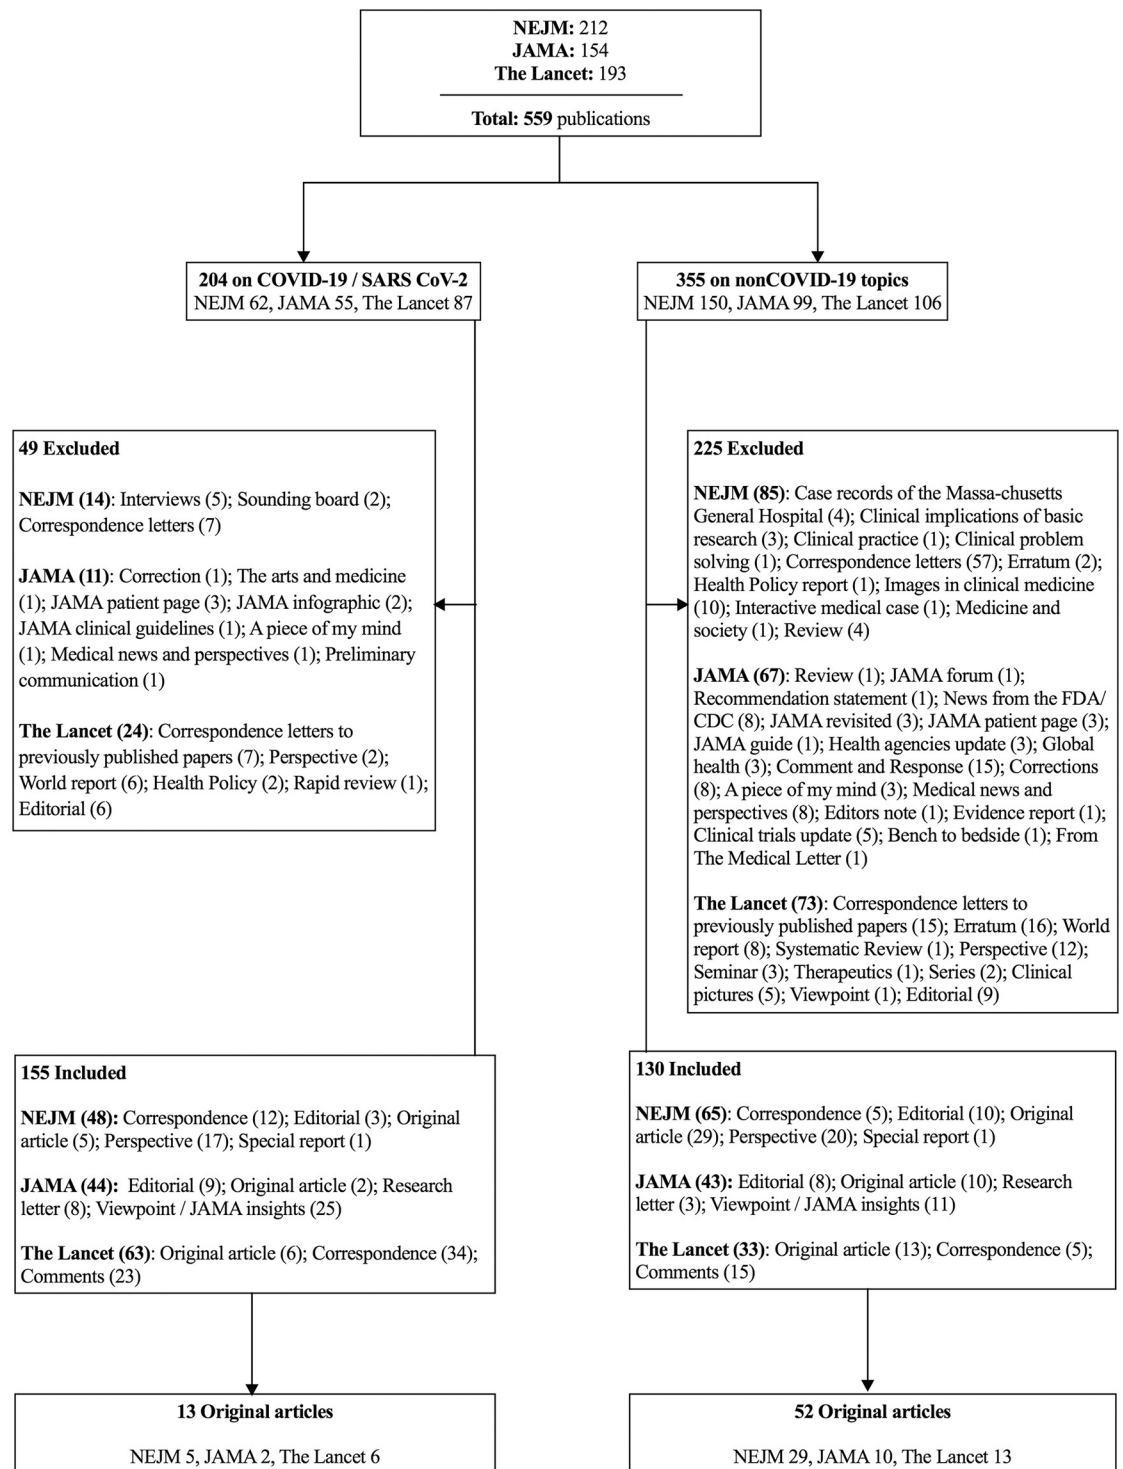 NEJM: 212
JAMA: 154
The Lancet: 193
Total: 559 publications
204 on COVID-19 / SARS CoV-2
NEJM 62, JAMA 55, The Lancet 87
355 on nonCOVID-19 topics
NEJM 150, JAMA 99, The Lancet 106
49 Excluded
NEJM (14): Interviews (5); Sounding board (2);
Correspondence letters (7)
JAMA (11): Correction (1); The arts and medicine
(1); JAMA patient page (3); JAMA infographic (2);
JAMA clinical guidelines (1); A piece of my mind
(1); Medical news and perspectives (1); Preliminary
communication (1)
The Lancet (24): Correspondence letters to
previously published papers (7); Perspective (2);
World report (6); Health Policy (2); Rapid review (1);
Editorial (6)
225 Excluded
NEJM (85): Case records of the Massa-chusetts
General Hospital (4); Clinical implications of basic
research (3); Clinical practice (1); Clinical problem
solving (1); Correspondence letters (57); Erratum (2);
Health Policy report (1); Images in clinical medicine
(10); Interactive medical case (1); Medicine and
society (1); Review (4)
JAMA (67): Review (1); JAMA forum (1);
Recommendation statement (1); News from the FDA/
CDC (8); JAMA revisited (3); JAMA patient page (3);
JAMA guide (1); Health agencies update (3); Global
health (3); Comment and Response (15); Corrections
(8); A piece of my mind (3); Medical news and
perspectives (8); Editors note (1); Evidence report (1);
Clinical trials update (5); Bench to bedside (1); From
The Medical Letter (1)
The Lancet (73): Correspondence letters to
previously published papers (15); Erratum (16); World
report (8); Systematic Review (1); Perspective (12);
Seminar (3); Therapeutics (1); Series (2); Clinical
pictures (5); Viewpoint (1); Editorial (9)
155 Included
NEJM (48): Correspondence (12); Editorial (3); Original
article (5); Perspective (17); Special report (1)
JAMA (44): Editorial (9); Original article (2); Research
letter (8); Viewpoint / JAMA insights (25)
The Lancet (63): Original article (6); Correspondence (34);
Comments (23)
130 Included
NEJM (65): Correspondence (5); Editorial (10); Original
article (29); Perspective (20); Special report (1)
JAMA (43): Editorial (8); Original article (10); Research
letter (3); Viewpoint / JAMA insights (11)
The Lancet (33): Original article (13); Correspondence (5);
Comments (15)
13 Original articles
NEJM 5, JAMA 2, The Lancet 6
52 Original articles
NEJM 29, JAMA 10, The Lancet 13